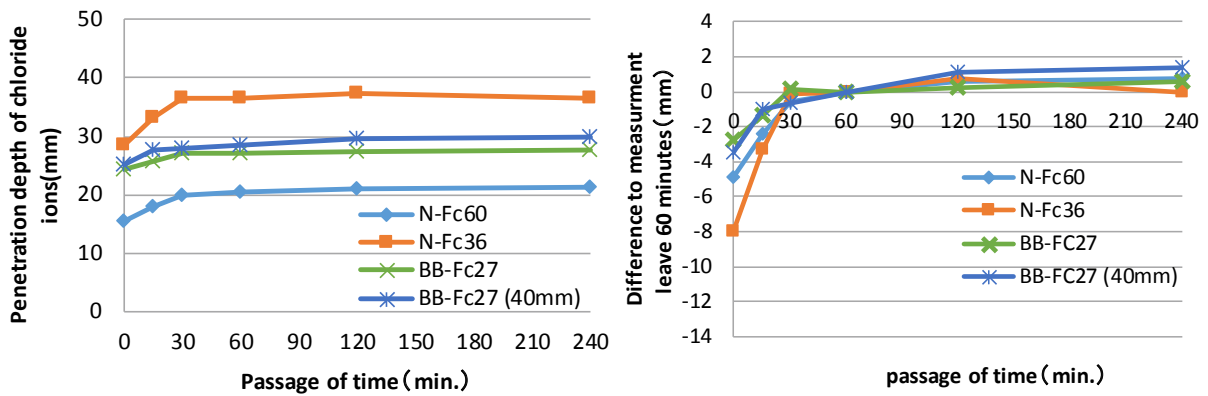 50
40
30
20
10
0
0 30 60 90 120 150 180 210 240
Penetration depth of chloride
ions(mm)
Passage of time（min.）
N-Fc60
N-Fc36
BB-Fc27
BB-Fc27 (40mm)
4
2
0
-2
-4
-6
-8
-10
-12
-14
0 30 60 90 120 150 180 210 240
Difference to measurment
leave 60 minutes（mm）
passage of time（min.）
N-Fc60
N-Fc36
BB-FC27
BB-FC27 (40mm)